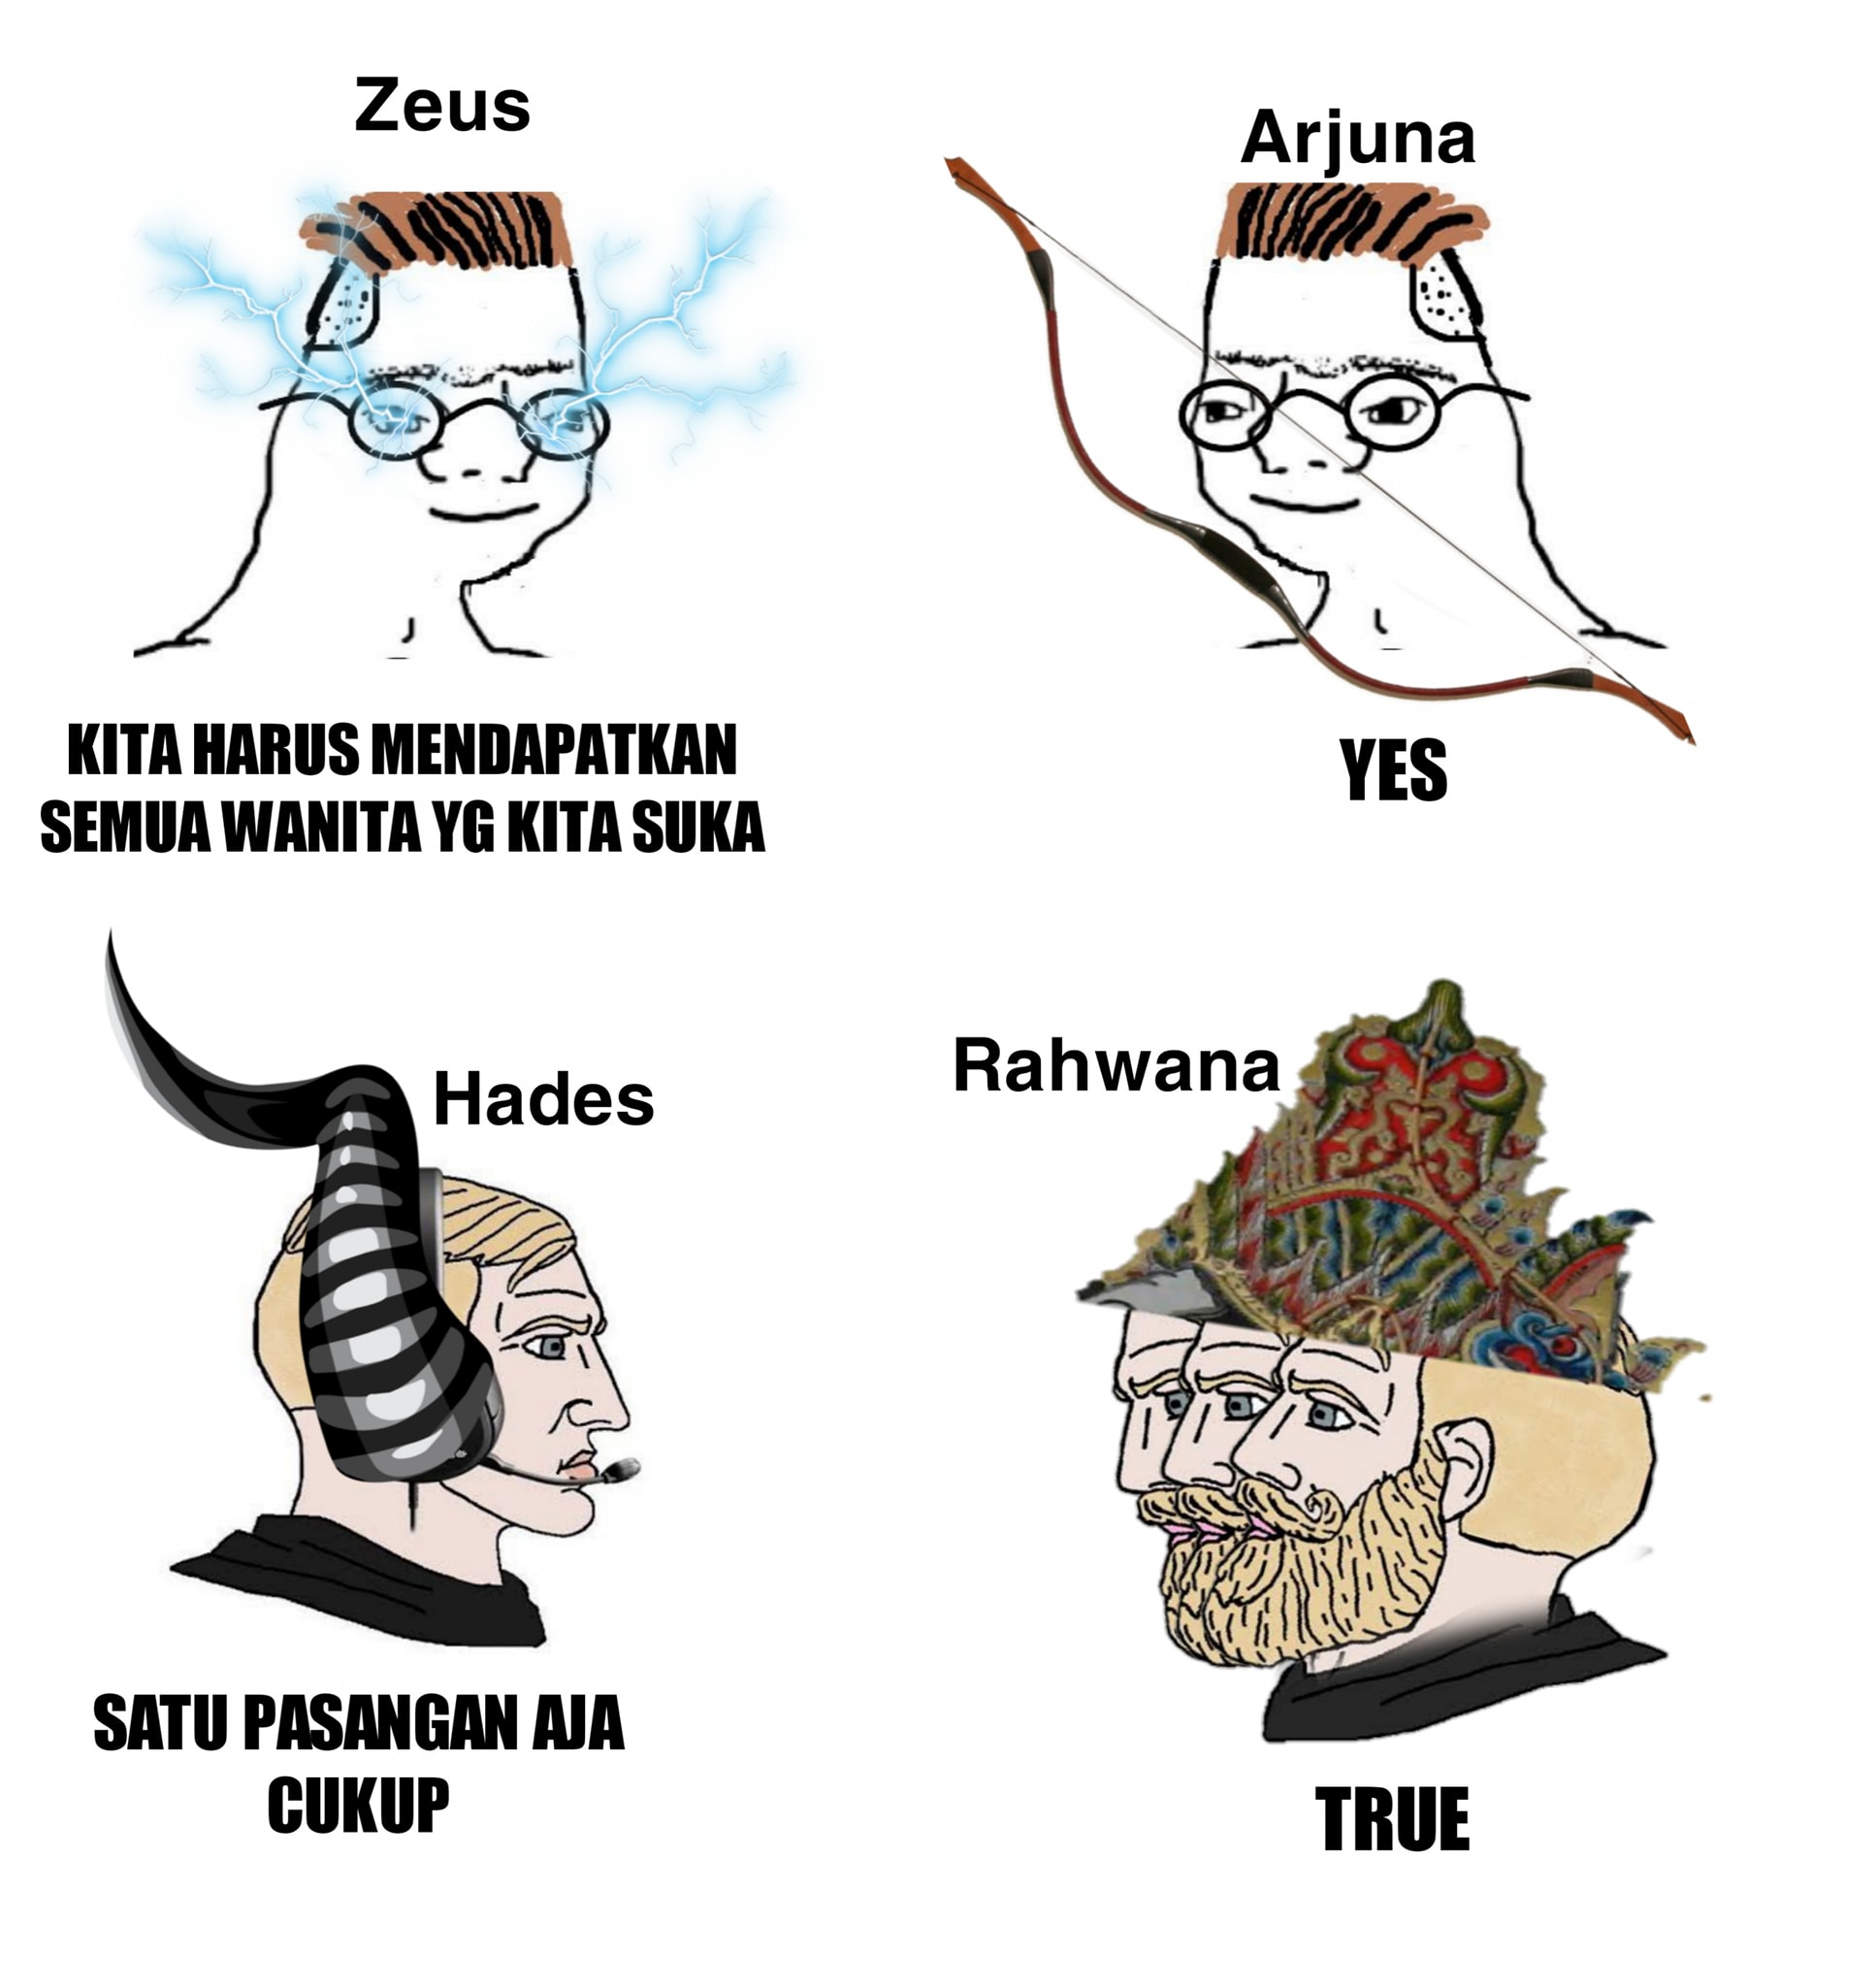 Zeus
Arjuna
KITA HARUS MENDAPATKAN
SEMUA WANITA YG KITA SUKA
YES
Hades
Rahwana
SATU PASANGAN AJA
CUKUP
TRUE